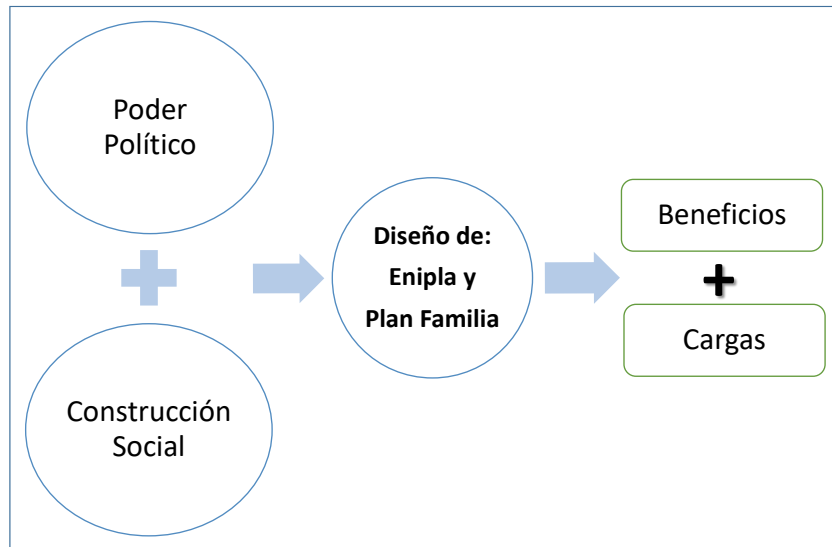 Poder
Político
Construcción
Social
Diseño de:
Enipla y
Plan Familia
Beneficios
Cargas